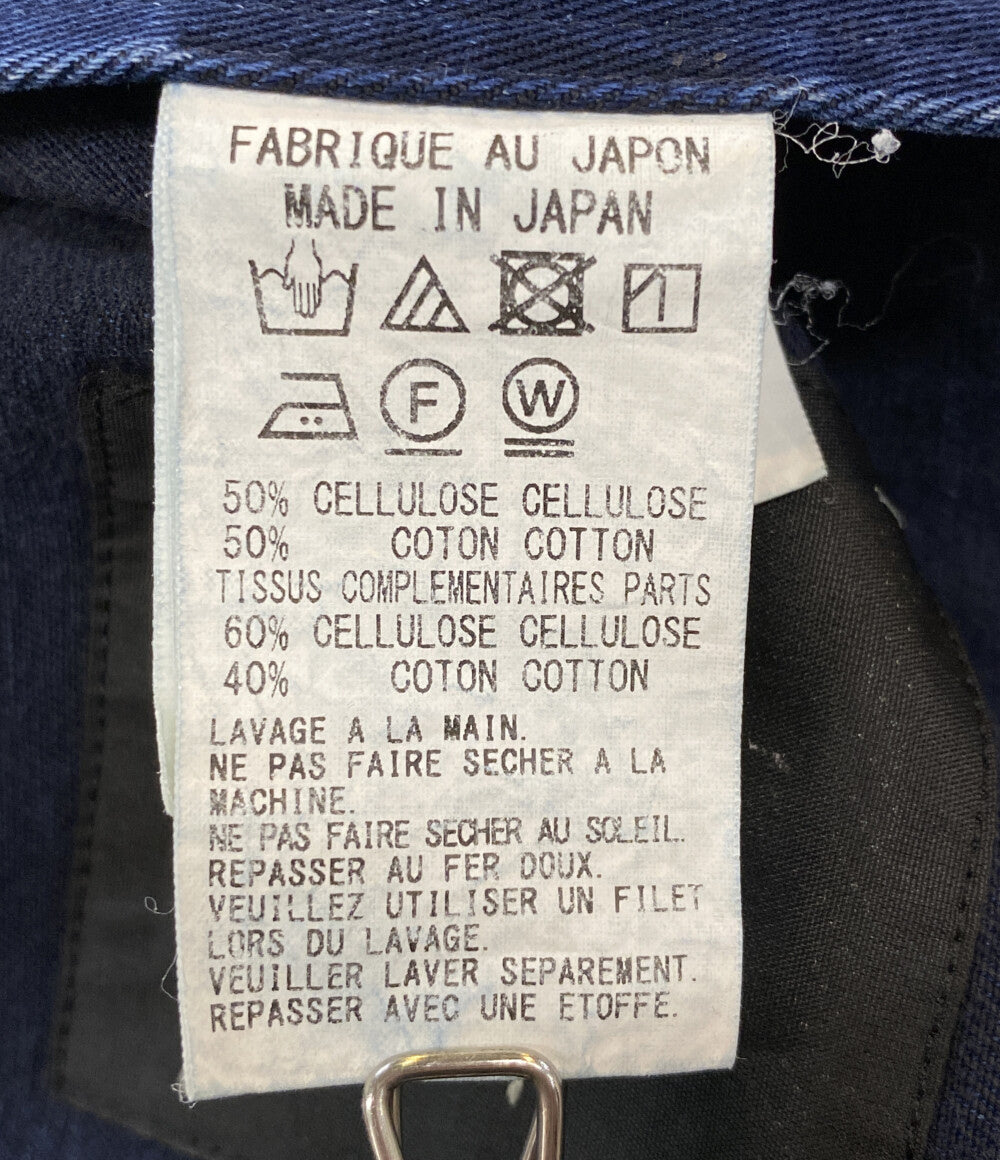 FABRIQUE AU JAPON
MADE IN JAPAN
F W
50% CELLULOSE CELLULOSE
50% COTON COTTON
TISSUS COMPLEMENTAIRES PARTS
60% CELLULOSE CELLULOSE
40% COTON COTTON
LAVAGE A LA MAIN.
NE PAS FAIRE SECHER A LA
MACHINE.
NE PAS FAIRE SECHER AU SOLEIL.
REPASSER AU FER DOUX.
VEUILLEZ UTILISER UN FILET
LORS DU LAVAGE.
VEUILLER LAVER SEPAREMENT.
REPASSER AVEC UNE ETOFFE.